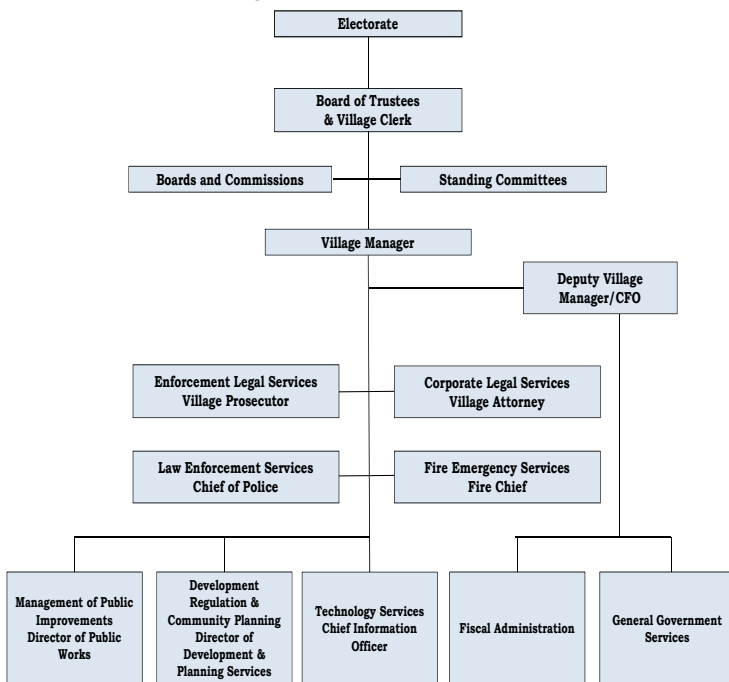 Electorate
Board of Trustees
& Village Clerk
Boards and Commissions
Standing Committees
Village Manager
Deputy Village
Manager/CFO
Enforcement Legal Services
Village Prosecutor
Corporate Legal Services
Village Attorney
Law Enforcement Services
Chief of Police
Fire Emergency Services
Fire Chief
Management of Public
Improvements
Director of Public
Works
Development
Regulation &
Community Planning
Director of
Development &
Planning Services
Technology Services
Chief Information
Officer
Fiscal Administration
General Government
Services